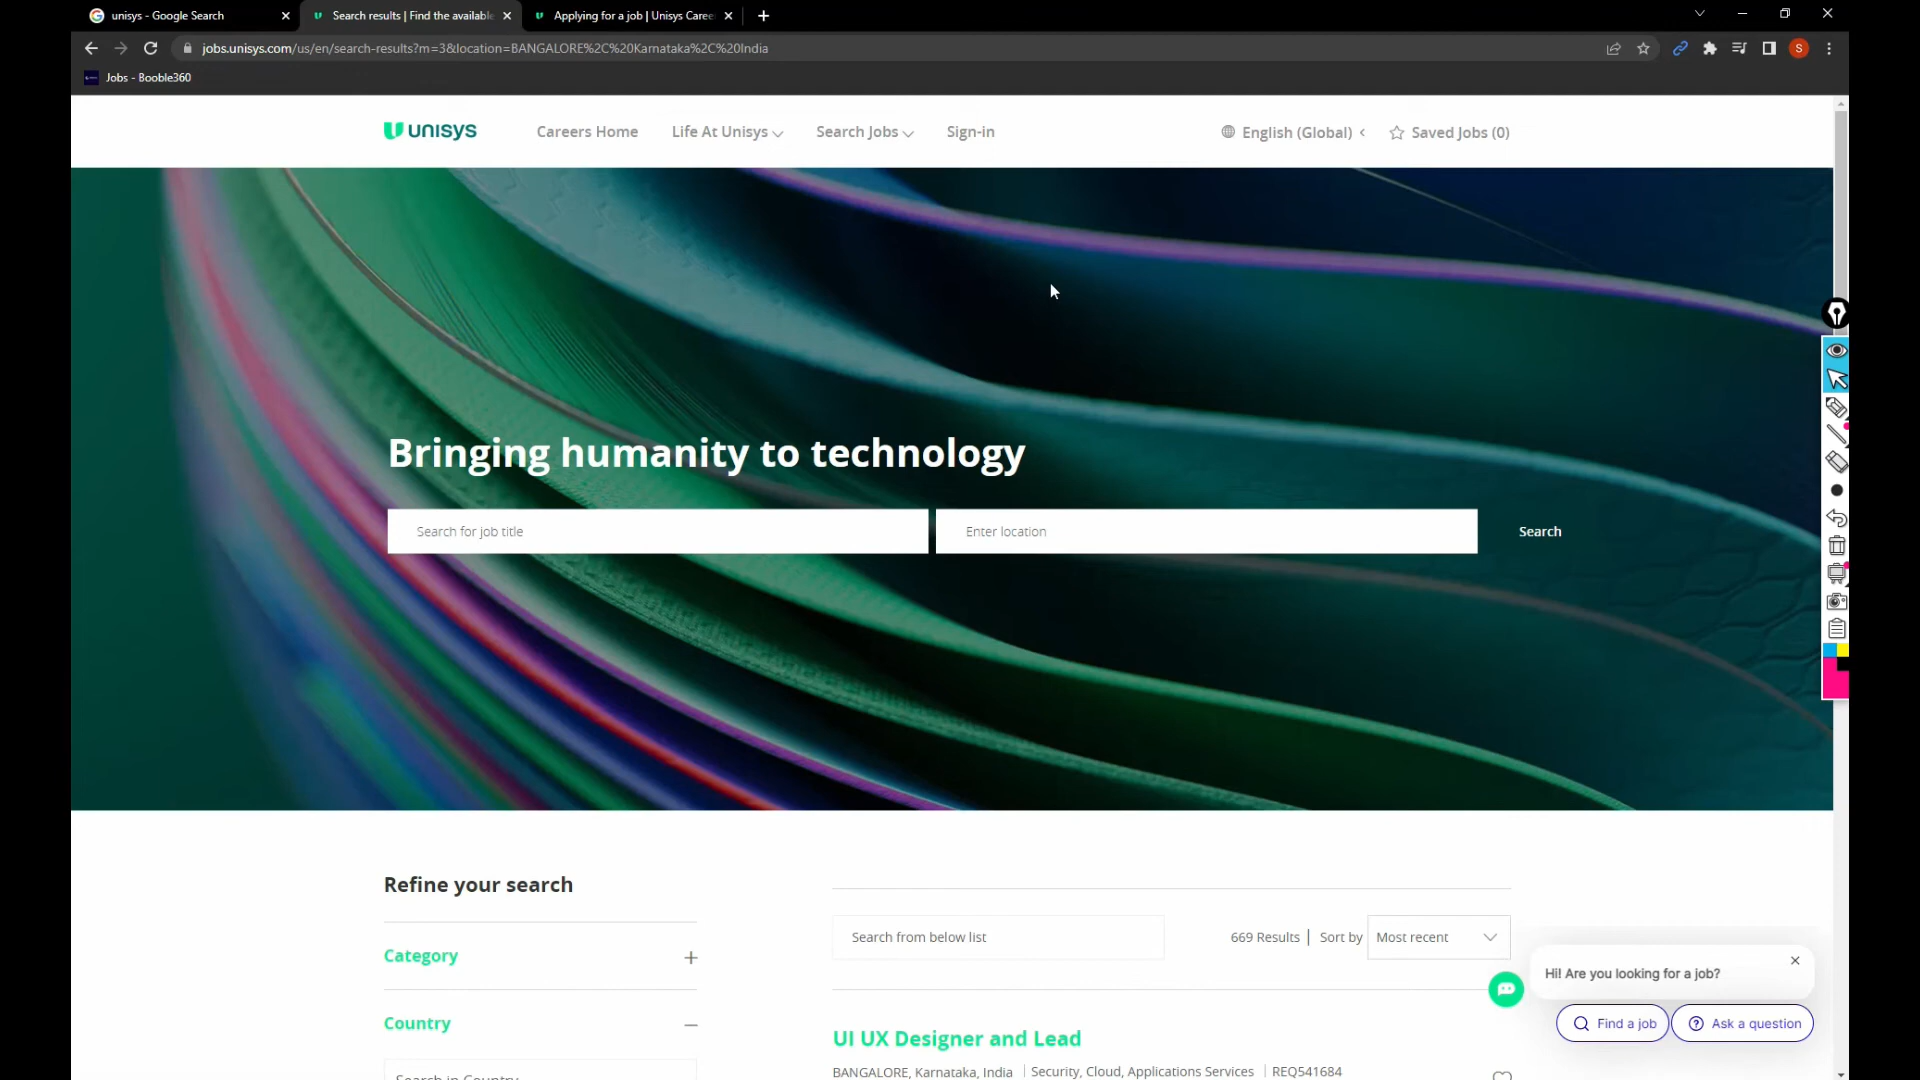 unisys - Google Search
Search results | Find the available
Applying for a job | Unisys Caree
jobs.unisys.com/us/en/search-results?m=3&location=BANGALORE%2C%20Karnataka%2C%20India
S
Jobs - Booble360
UNISYS
Careers Home
Life At Unisys
Search Jobs
Sign-in
English (Global)
Saved Jobs (0)
Bringing humanity to technology
Search for job title
Enter location
Search
Refine your search
Category
Country
Search in Country
Search from below list
669 Results | Sort by
Most recent
UI UX Designer and Lead
BANGALORE, Karnataka, India | Security, Cloud, Applications Services | REQ541684
Hi! Are you looking for a job?
Find a job
Ask a question